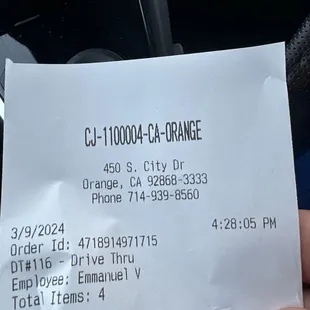 CJ-1100004-CA-ORANGE
450 S. City Dr
Orange, CA 92868-3333
Phone 714-939-8560
3/9/2024 4:28:05 PM
Order Id: 4718914971715
DT#116 - Drive Thru
Employee: Emmanuel V
Total Items: 4